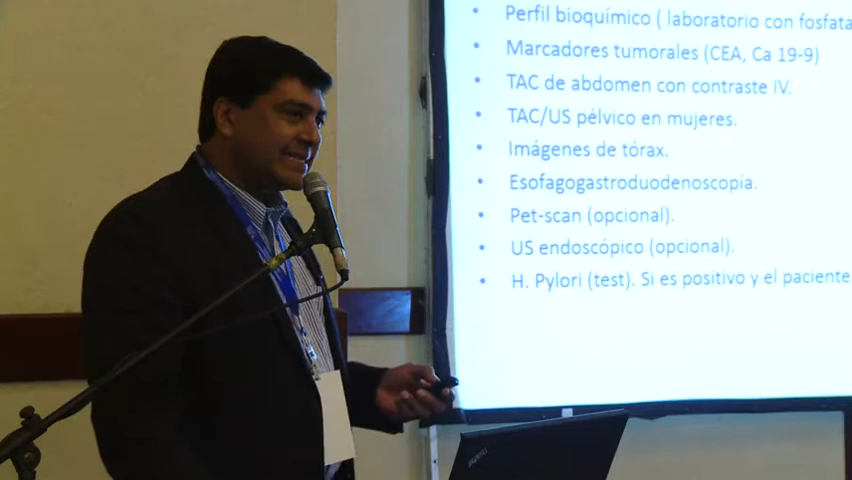 • Perfil bioquímico ( laboratorio con fosfata
• Marcadores tumorales (CEA, Ca 19-9)
• TAC de abdomen con contraste IV.
• TAC/US pélvico en mujeres.
• Imágenes de tórax.
• Esofagogastroduodenoscopía.
• Pet-scan (opcional).
• US endoscópico (opcional).
• H. Pylori (test). Si es positivo y el paciente